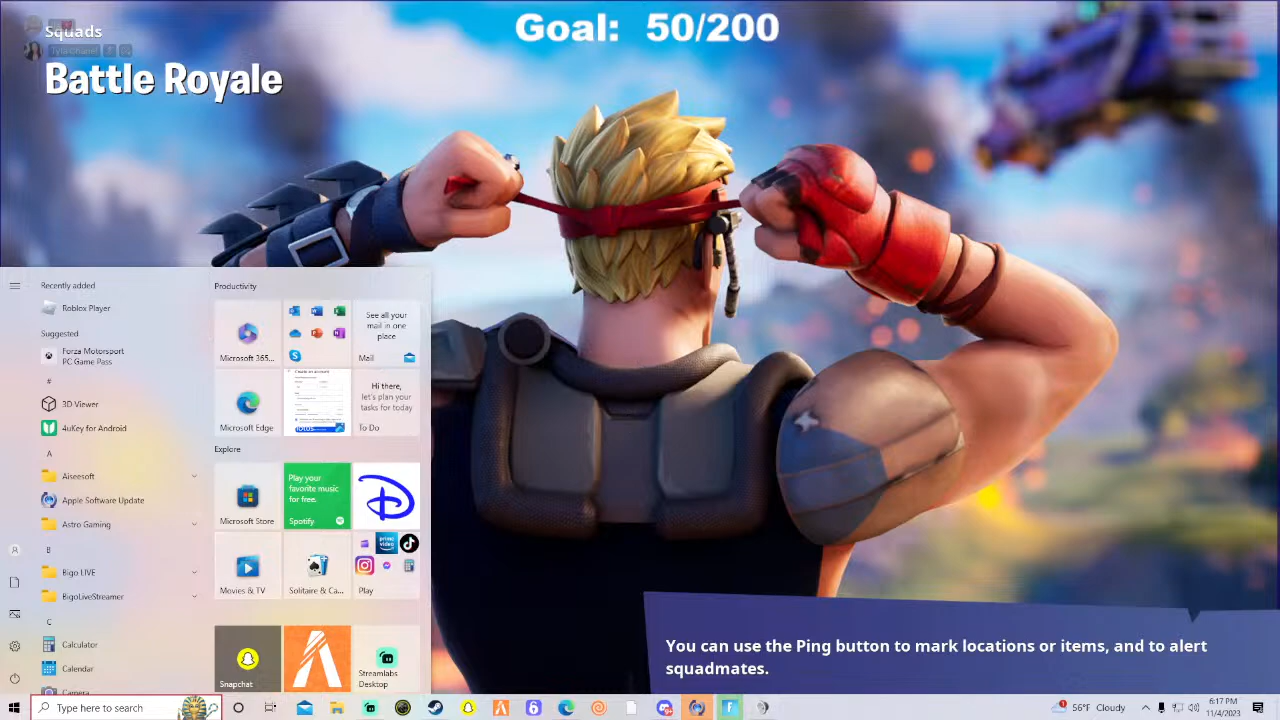 Squads
Goal: 50/200
Battle Royale
Recently added
Roblox Player
Suggested
Forza Motorsport
PC Game Pass
#
3D Viewer
4uKey for Android
A
Aiseesoft
Apple Software Update
Astro Gaming
B
Bigo LIVE
BigoLiveStreamer
C
Calculator
Calendar
Camera
Productivity
Microsoft 365...
See all your
mail in one
place
Mail
Microsoft Edge
Hi there,
let's plan your
tasks for today
To Do
Explore
Microsoft Store
Play your
favorite music
for free.
Spotify
prime
video
Movies & TV
Solitaire & Ca...
Play
Snapchat
Streamlabs
Desktop
You can use the Ping button to mark locations or items, and to alert
squadmates.
Type here to search
55°F Cloudy
6:17 PM
11/4/2023